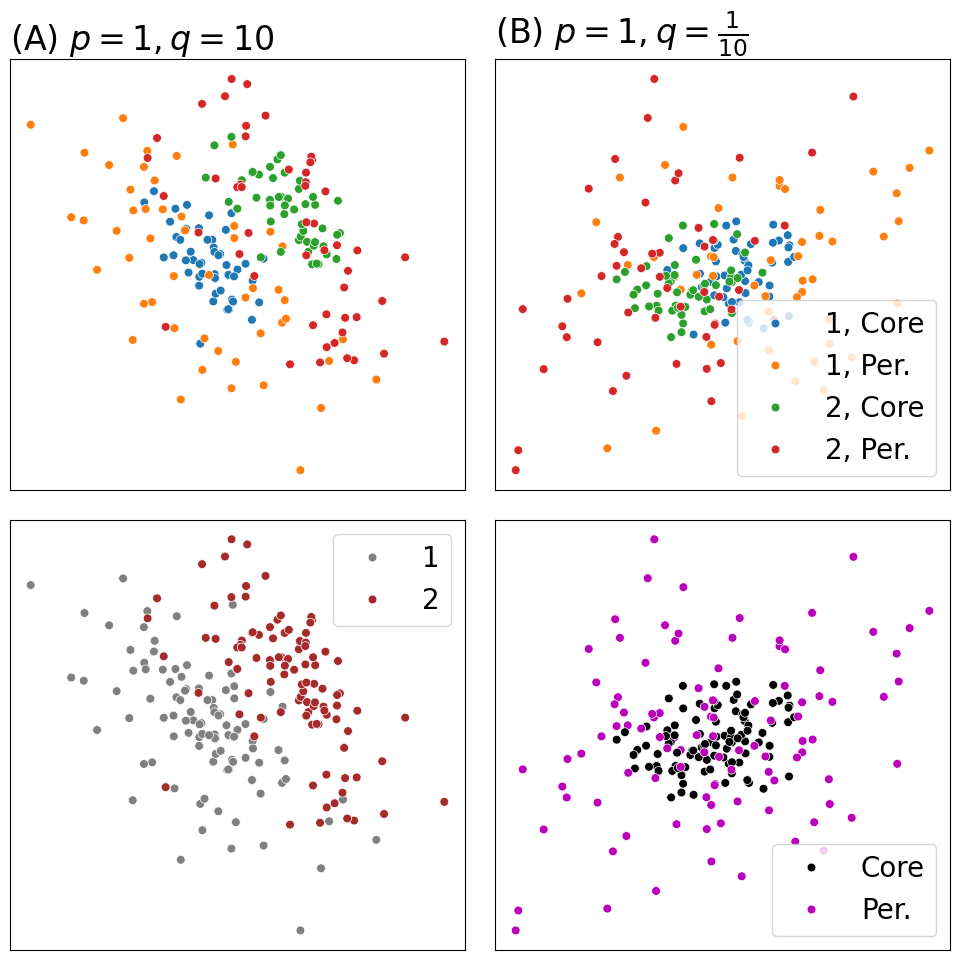 (A) p = 1, q = 10
(B) p = 1, q = 1/10
1, Core
1, Per.
2, Core
2, Per.
1
2
Core
Per.